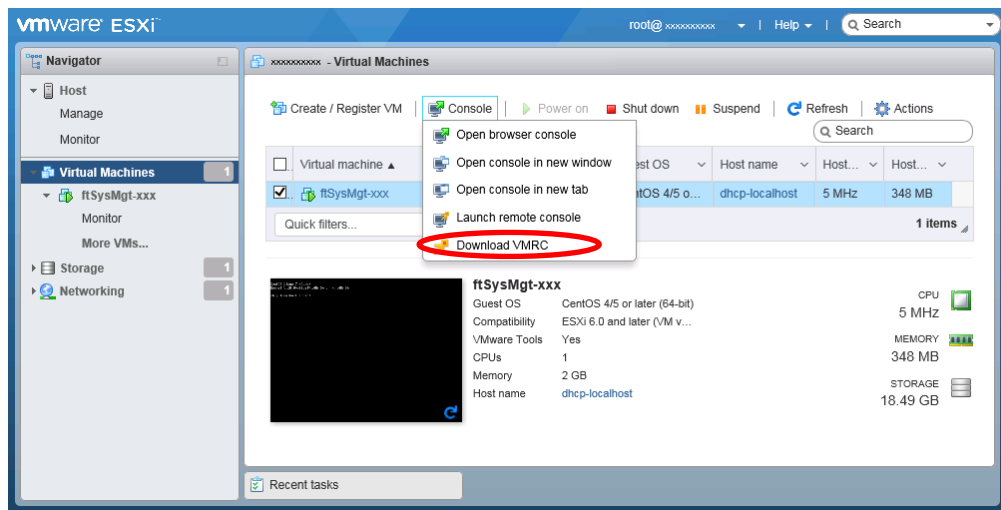 vmware ESXi™
root@ xxxxxxxxxx | Help | Search
Navigator
xxxxxxxxxx - Virtual Machines
Host
Manage
Monitor
Virtual Machines 1
ftSysMgt-xxx
Monitor
More VMs...
Storage 1
Networking 1
Create / Register VM | Console | Power on Shut down Suspend | Refresh | Actions
Search
Open browser console
Open console in new window
Open console in new tab
Launch remote console
Download VMRC
Virtual machine ▲ est OS Host name Host... Host...
ftSysMgt-xxx tOS 4/5 o... dhcp-localhost 5 MHz 348 MB
Quick filters... 1 items
ftSysMgt-xxx
Guest OS CentOS 4/5 or later (64-bit)
Compatibility ESXi 6.0 and later (VM v...
VMware Tools Yes
CPUs 1
Memory 2 GB
Host name dhcp-localhost
CPU
5 MHz
MEMORY
348 MB
STORAGE
18.49 GB
Recent tasks